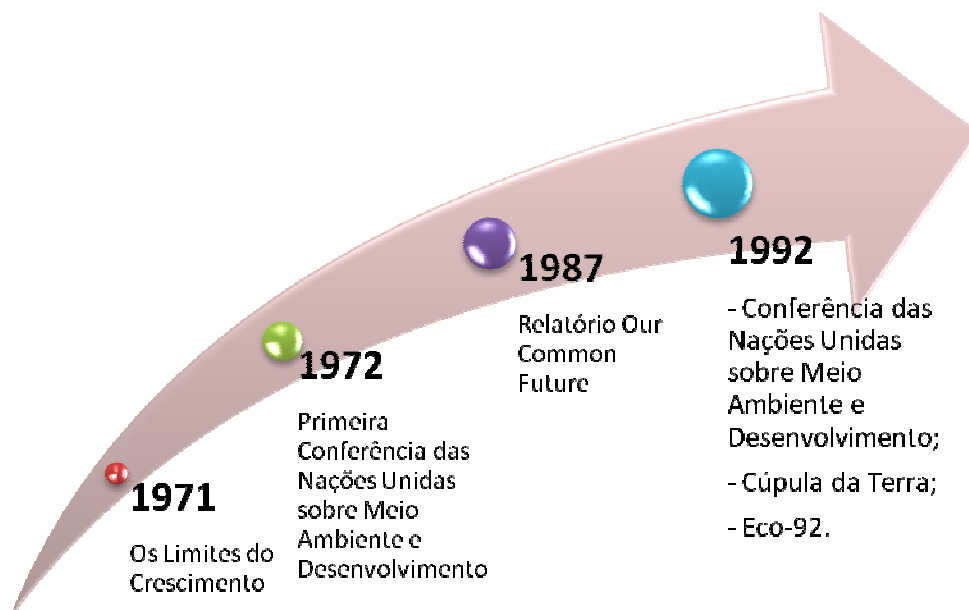 1971
Os Limites do
Crescimento
1972
Primeira
Conferência das
Nações Unidas
sobre Meio
Ambiente e
Desenvolvimento
1987
Relatório Our
Common
Future
1992
- Conferência das
Nações Unidas
sobre Meio
Ambiente e
Desenvolvimento;
- Cúpula da Terra;
- Eco-92.